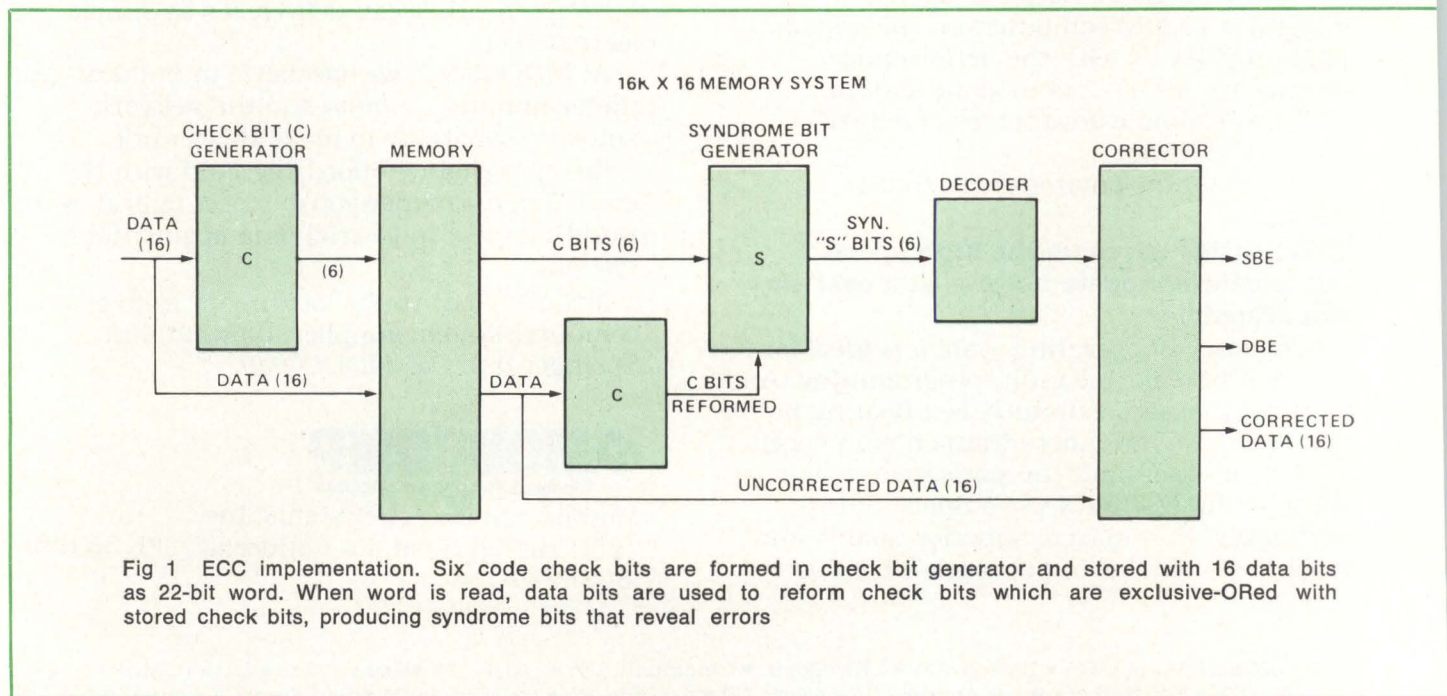 16K X 16 MEMORY SYSTEM
CHECK BIT (C)
GENERATOR
MEMORY
SYNDROME BIT
GENERATOR
DECODER
CORRECTOR
DATA
(16)
C
(6)
DATA (16)
C BITS (6)
DATA
C
C BITS
REFORMED
S
SYN.
"S" BITS (6)
UNCORRECTED DATA (16)
SBE
DBE
CORRECTED
DATA (16)
Fig 1 ECC implementation. Six code check bits are formed in check bit generator and stored with 16 data bits
as 22-bit word. When word is read, data bits are used to reform check bits which are exclusive-ORed with
stored check bits, producing syndrome bits that reveal errors